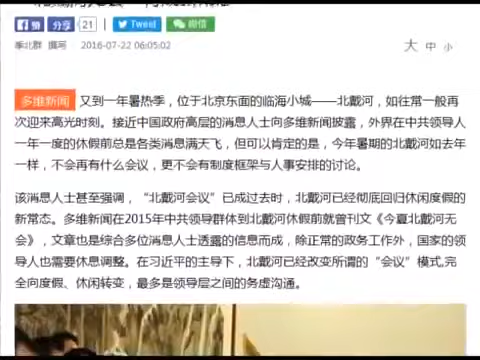 赞 分享 21 Tweet 微信
季北群 撰写 2016-07-22 06:05:02 大 中 小
多维新闻 又到一年暑热季，位于北京东面的临海小城——北戴河，如往常一般再
次迎来高光时刻。接近中国政府高层的消息人士向多维新闻披露，外界在中共领导人
一年一度的休假前总是各类消息满天飞，但可以肯定的是，今年暑期的北戴河如去年
一样，不会再有什么会议，更不会有制度框架与人事安排的讨论。
该消息人士甚至强调，“北戴河会议”已成过去时，北戴河已经彻底回归休闲度假的
新常态。多维新闻在2015年中共领导群体到北戴河休假前就曾刊文《今夏北戴河无
会》，文章也是综合多位消息人士透露的信息而成，除正常的政务工作外，国家的领
导人也需要休息调整。在习近平的主导下，北戴河已经改变所谓的“会议”模式,完
全向度假、休闲转变，最多是领导层之间的务虚沟通。